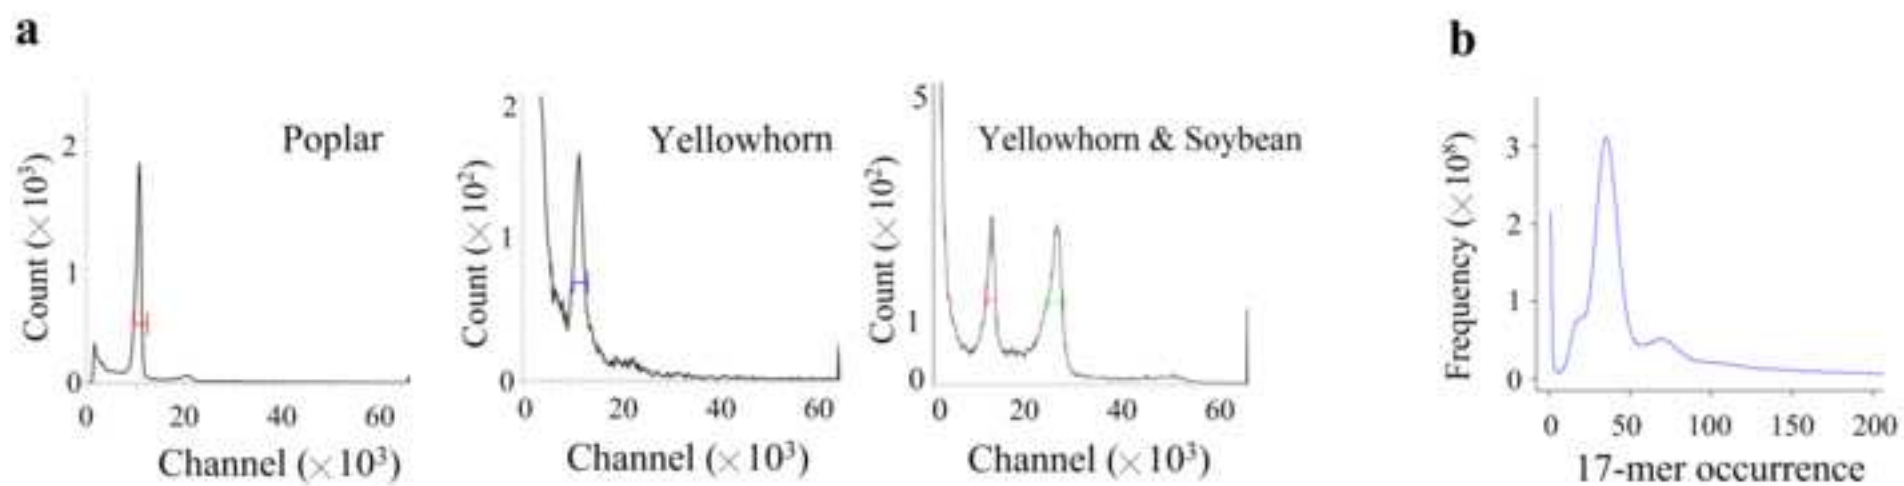 a
Poplar
Count (×10³)
2
1
0
0 20 40 60
Channel (×10³)
Yellowhorn
Count (×10²)
2
1
0
0 20 40 60
Channel (×10³)
Yellowhorn & Soybean
Count (×10²)
5
1
0
0 20 40 60
Channel (×10³)
b
Frequency (×10⁸)
3
2
1
0
0 50 100 150 200
17-mer occurrence